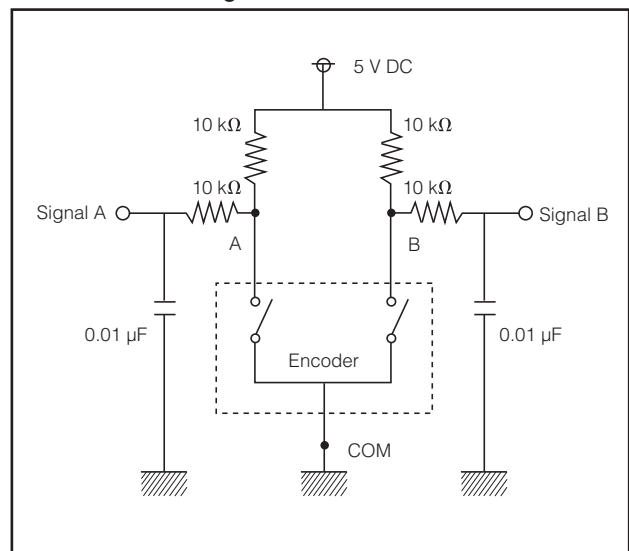 5 V DC
10 kΩ 10 kΩ
10 kΩ 10 kΩ
Signal A Signal B
A B
0.01 µF 0.01 µF
Encoder
COM